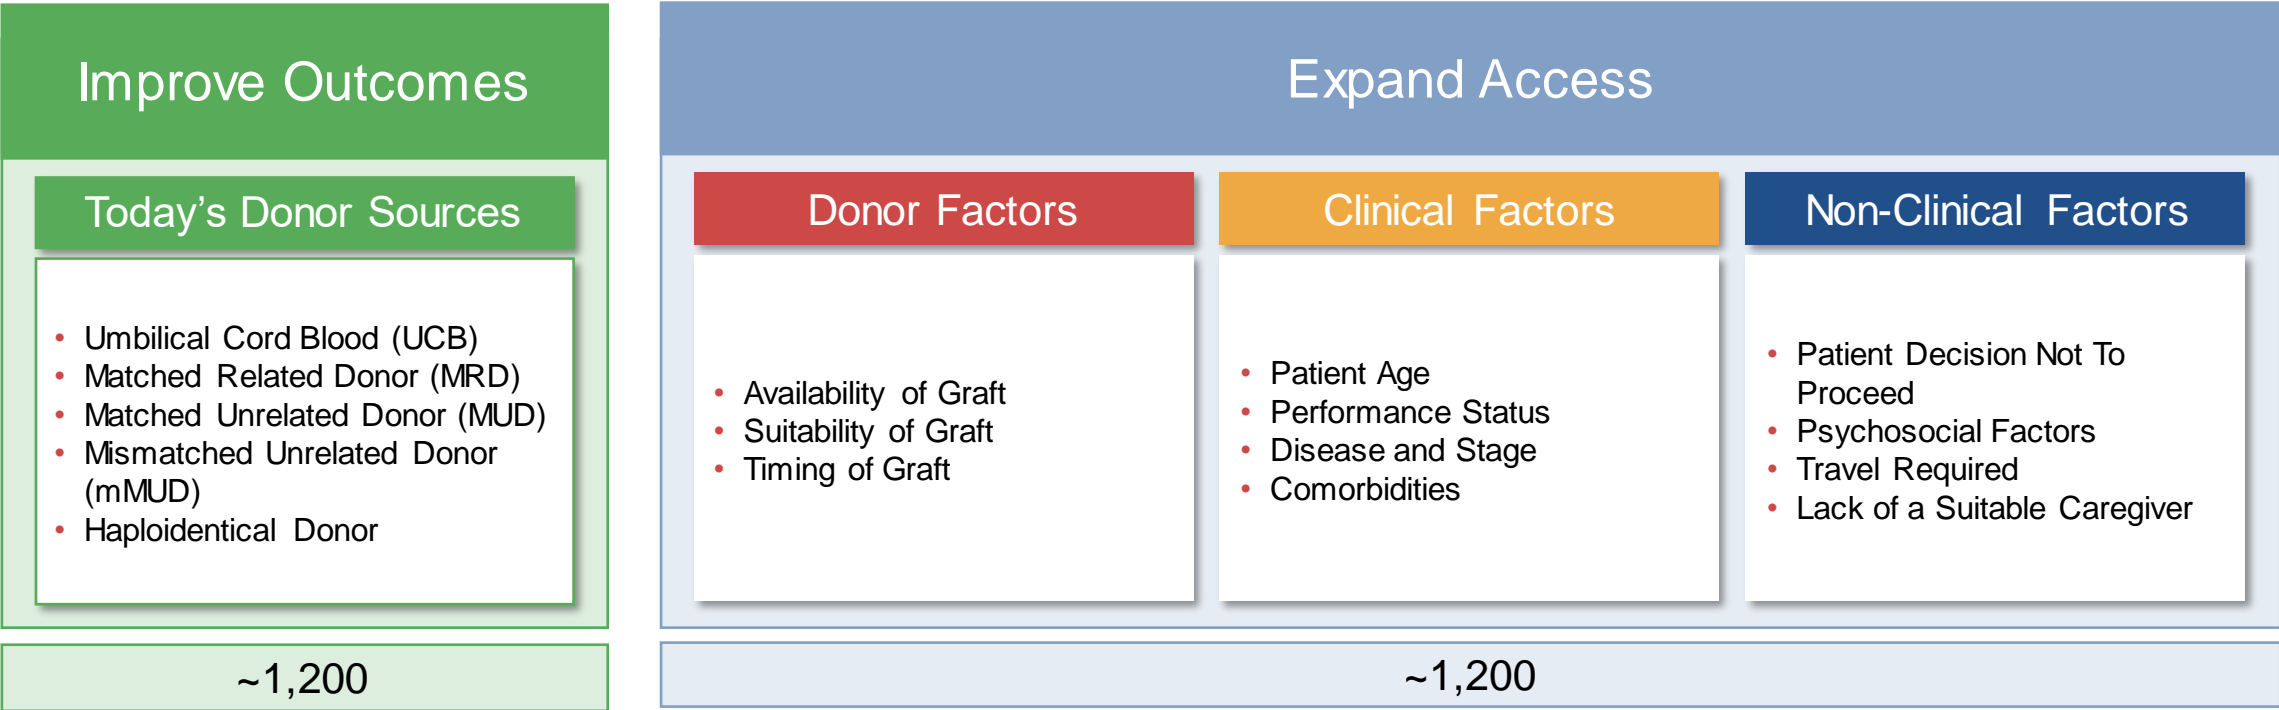 Improve Outcomes
Today's Donor Sources
• Umbilical Cord Blood (UCB)
• Matched Related Donor (MRD)
• Matched Unrelated Donor (MUD)
• Mismatched Unrelated Donor
(mMUD)
• Haploidentical Donor
~1,200
Expand Access
Donor Factors
• Availability of Graft
• Suitability of Graft
• Timing of Graft
Clinical Factors
• Patient Age
• Performance Status
• Disease and Stage
• Comorbidities
Non-Clinical Factors
• Patient Decision Not To
Proceed
• Psychosocial Factors
• Travel Required
• Lack of a Suitable Caregiver
~1,200